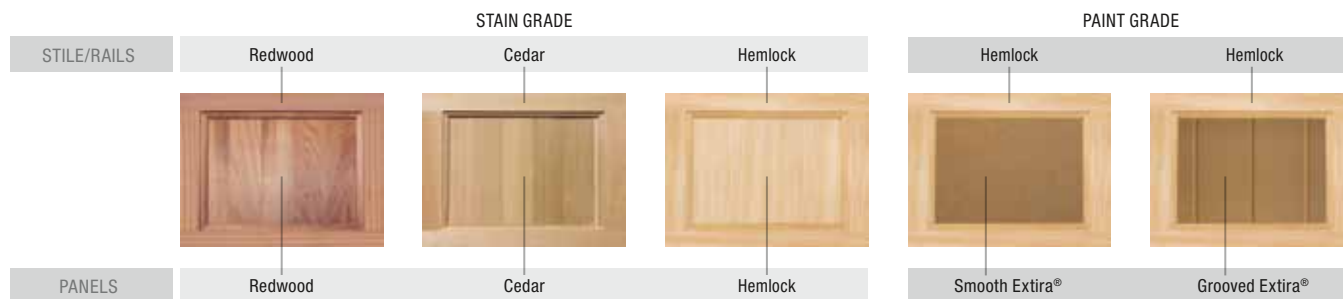 STAIN GRADE PAINT GRADE
STILE/RAILS Redwood Cedar Hemlock Hemlock Hemlock
PANELS Redwood Cedar Hemlock Smooth Extira® Grooved Extira®